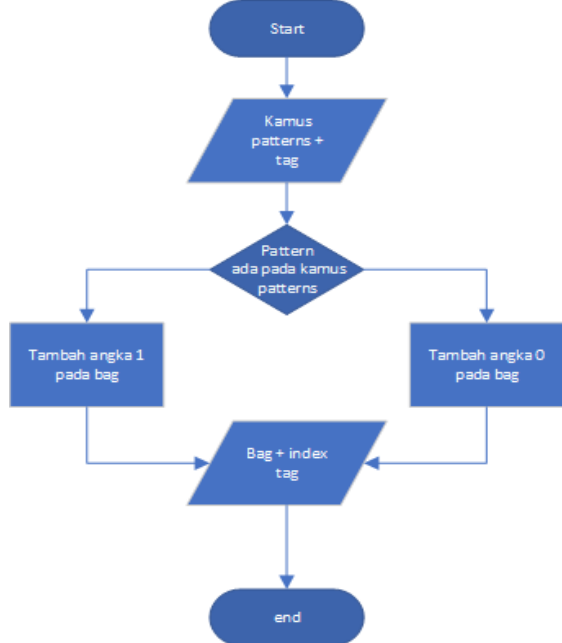 Start
Kamus
patterns +
tag
Pattern
ada pada kamus
patterns
Tambah angka 1
pada bag
Tambah angka 0
pada bag
Bag + index
tag
end